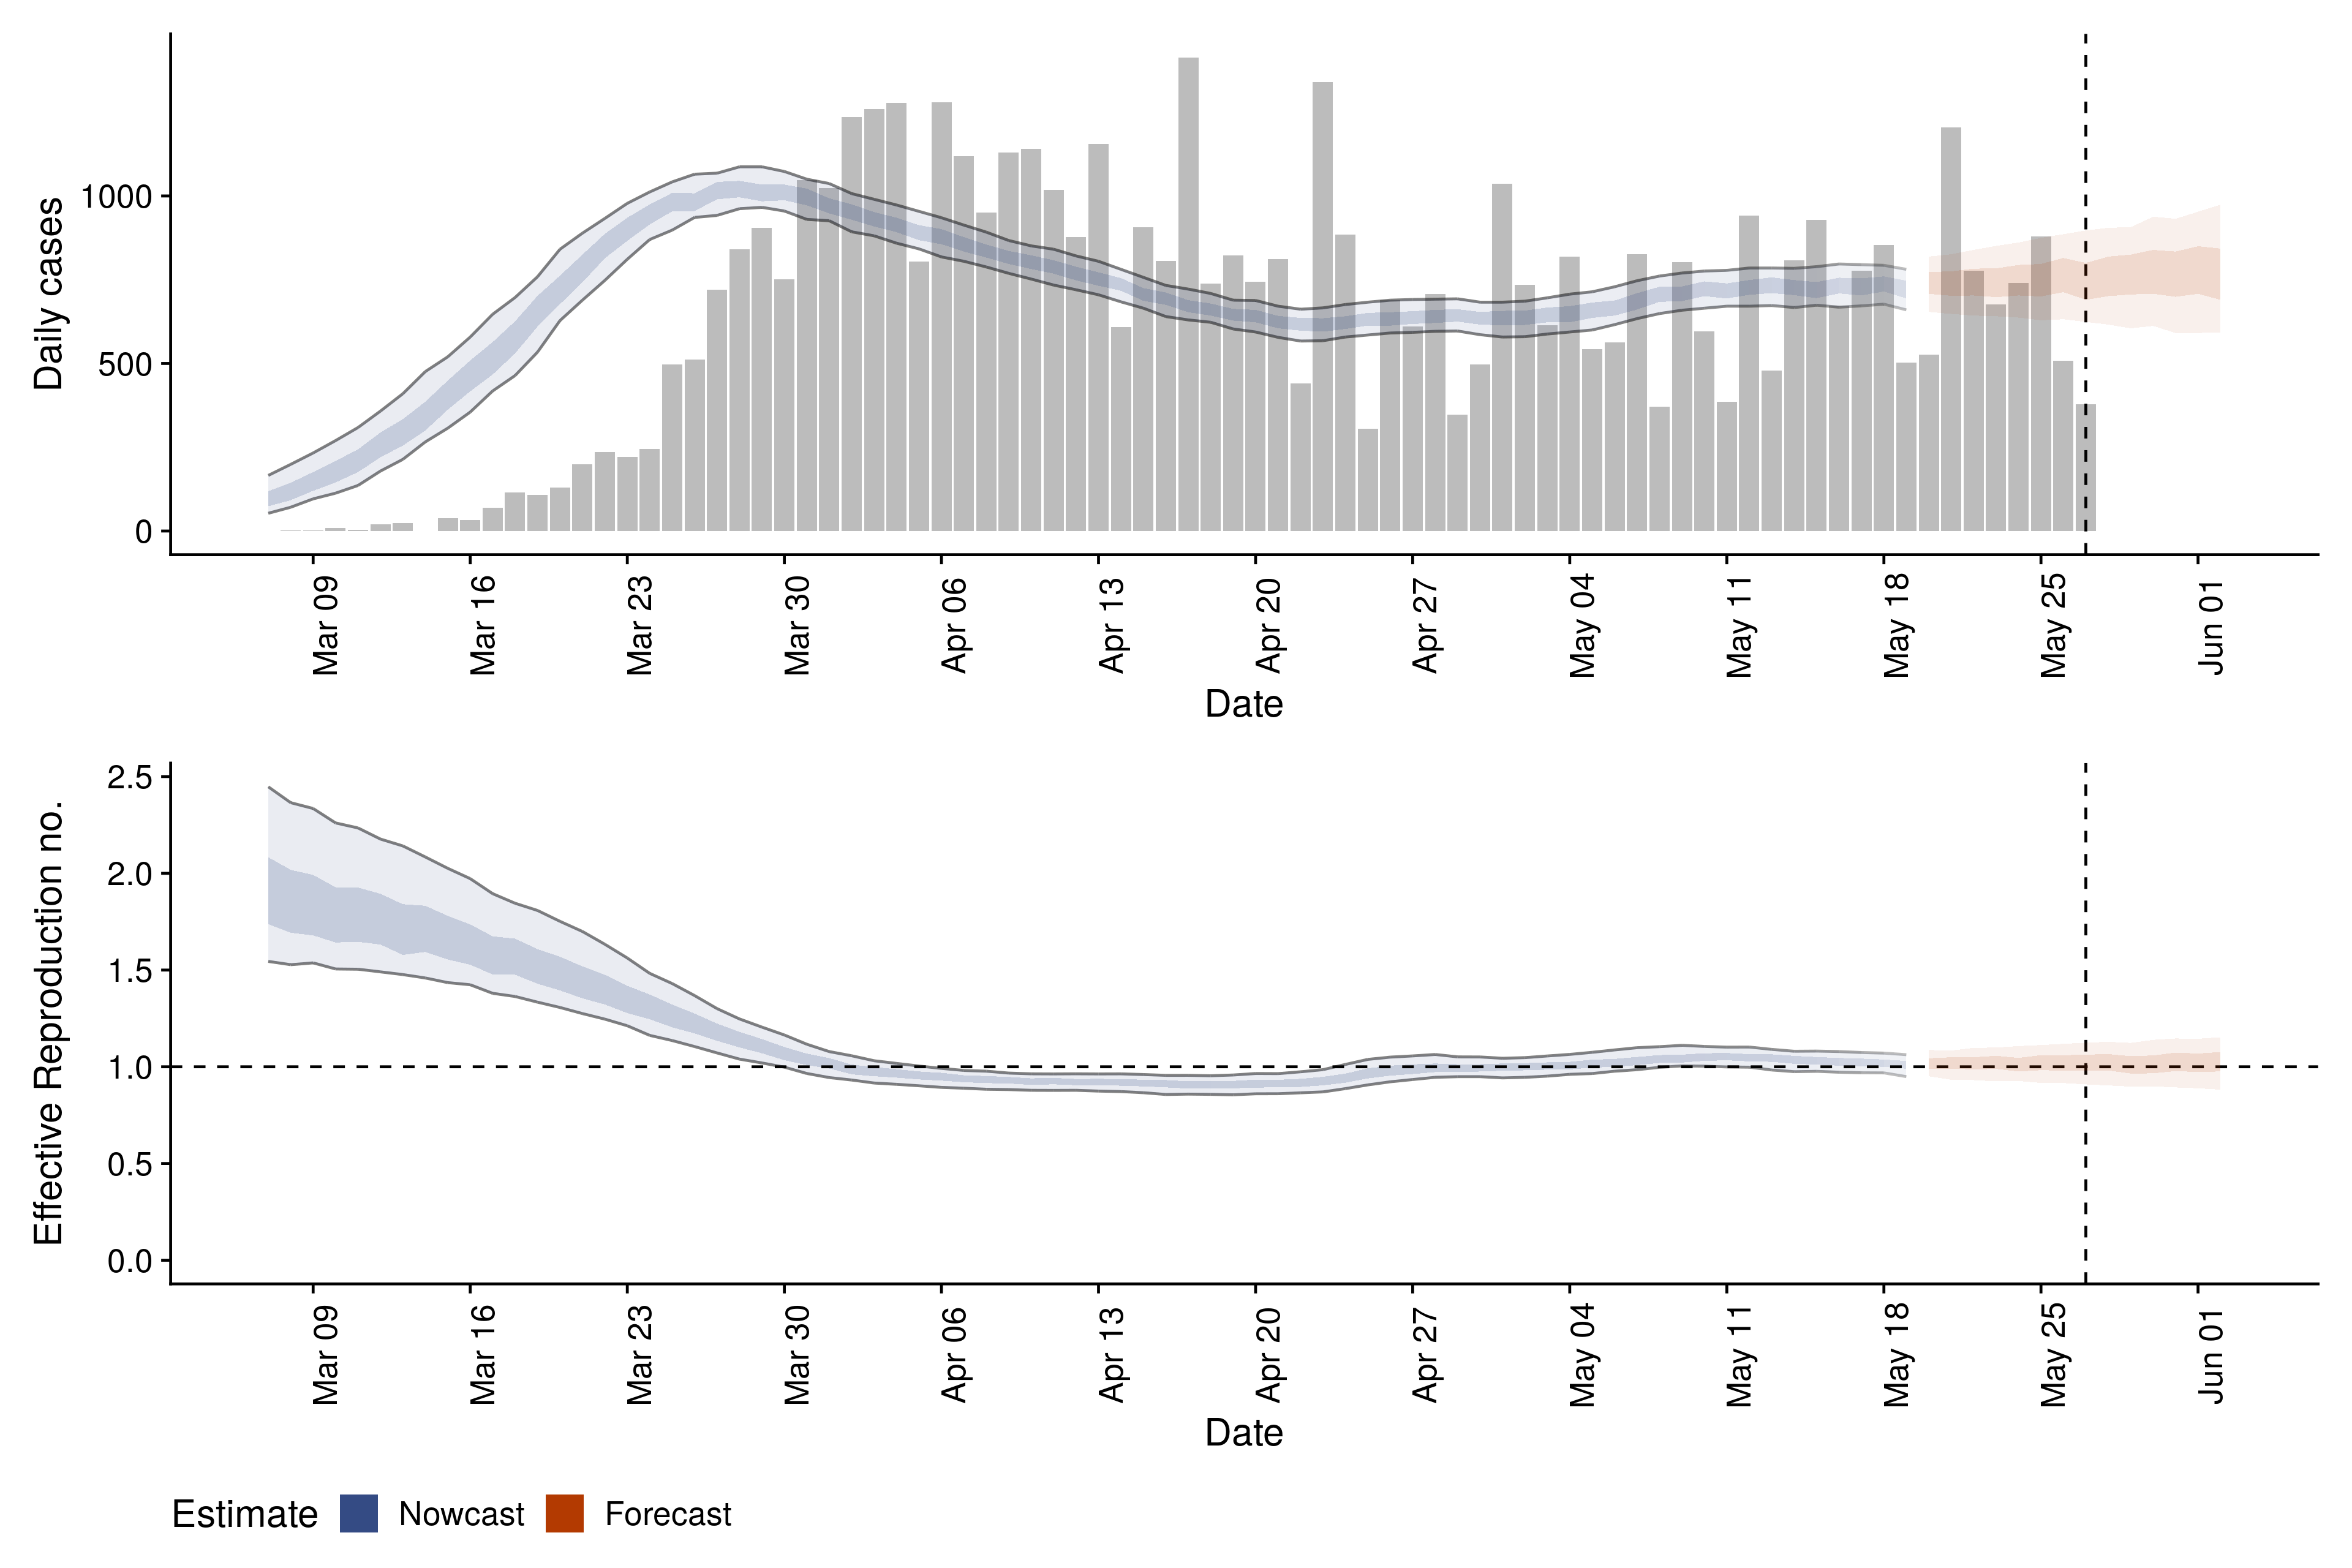 Daily cases
1000
500
0
Mar 09
Mar 16
Mar 23
Mar 30
Apr 06
Apr 13
Apr 20
Apr 27
May 04
May 11
May 18
May 25
Jun 01
Date
Effective Reproduction no.
2.5
2.0
1.5
1.0
0.5
0.0
Mar 09
Mar 16
Mar 23
Mar 30
Apr 06
Apr 13
Apr 20
Apr 27
May 04
May 11
May 18
May 25
Jun 01
Date
Estimate Nowcast Forecast